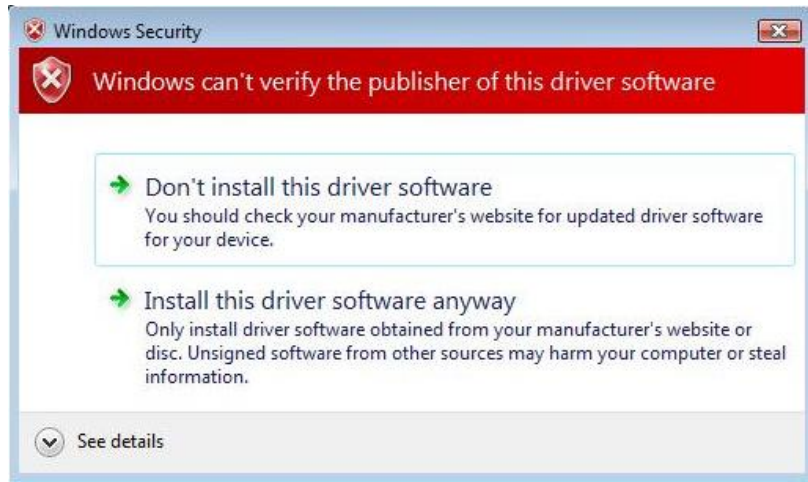 Windows Security
Windows can't verify the publisher of this driver software
Don't install this driver software
You should check your manufacturer's website for updated driver software
for your device.
Install this driver software anyway
Only install driver software obtained from your manufacturer's website or
disc. Unsigned software from other sources may harm your computer or steal
information.
See details